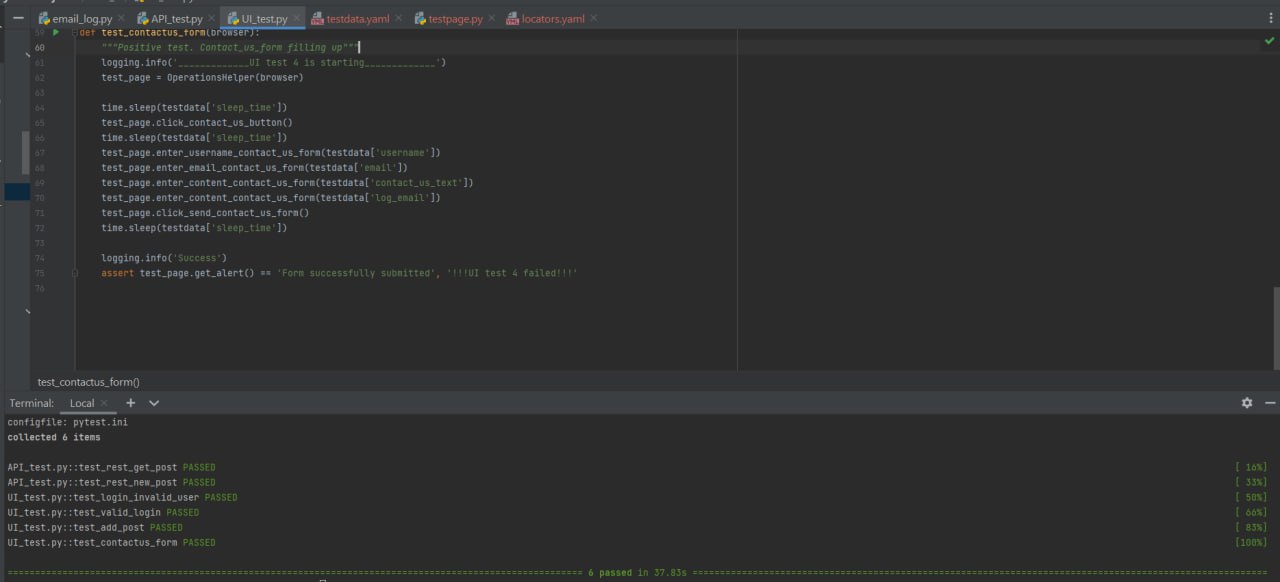 email_log.py API_test.py UI_test.py testdata.yaml testpage.py locators.yaml
59 def test_contactus_form(browser):
60 """Positive test. Contact_us_form filling up"""
61 logging.info('_____________UI test 4 is starting_____________')
62 test_page = OperationsHelper(browser)
63
64 time.sleep(testdata['sleep_time'])
65 test_page.click_contact_us_button()
66 time.sleep(testdata['sleep_time'])
67 test_page.enter_username_contact_us_form(testdata['username'])
68 test_page.enter_email_contact_us_form(testdata['email'])
69 test_page.enter_content_contact_us_form(testdata['contact_us_text'])
70 test_page.enter_content_contact_us_form(testdata['log_email'])
71 test_page.click_send_contact_us_form()
72 time.sleep(testdata['sleep_time'])
73
74 logging.info('Success')
75 assert test_page.get_alert() == 'Form successfully submitted', '!!!UI test 4 failed!!!'
76
test_contactus_form()
Terminal: Local
configfile: pytest.ini
collected 6 items
API_test.py::test_rest_get_post PASSED [ 16%]
API_test.py::test_rest_new_post PASSED [ 33%]
UI_test.py::test_login_invalid_user PASSED [ 50%]
UI_test.py::test_valid_login PASSED [ 66%]
UI_test.py::test_add_post PASSED [ 83%]
UI_test.py::test_contactus_form PASSED [100%]
6 passed in 37.83s